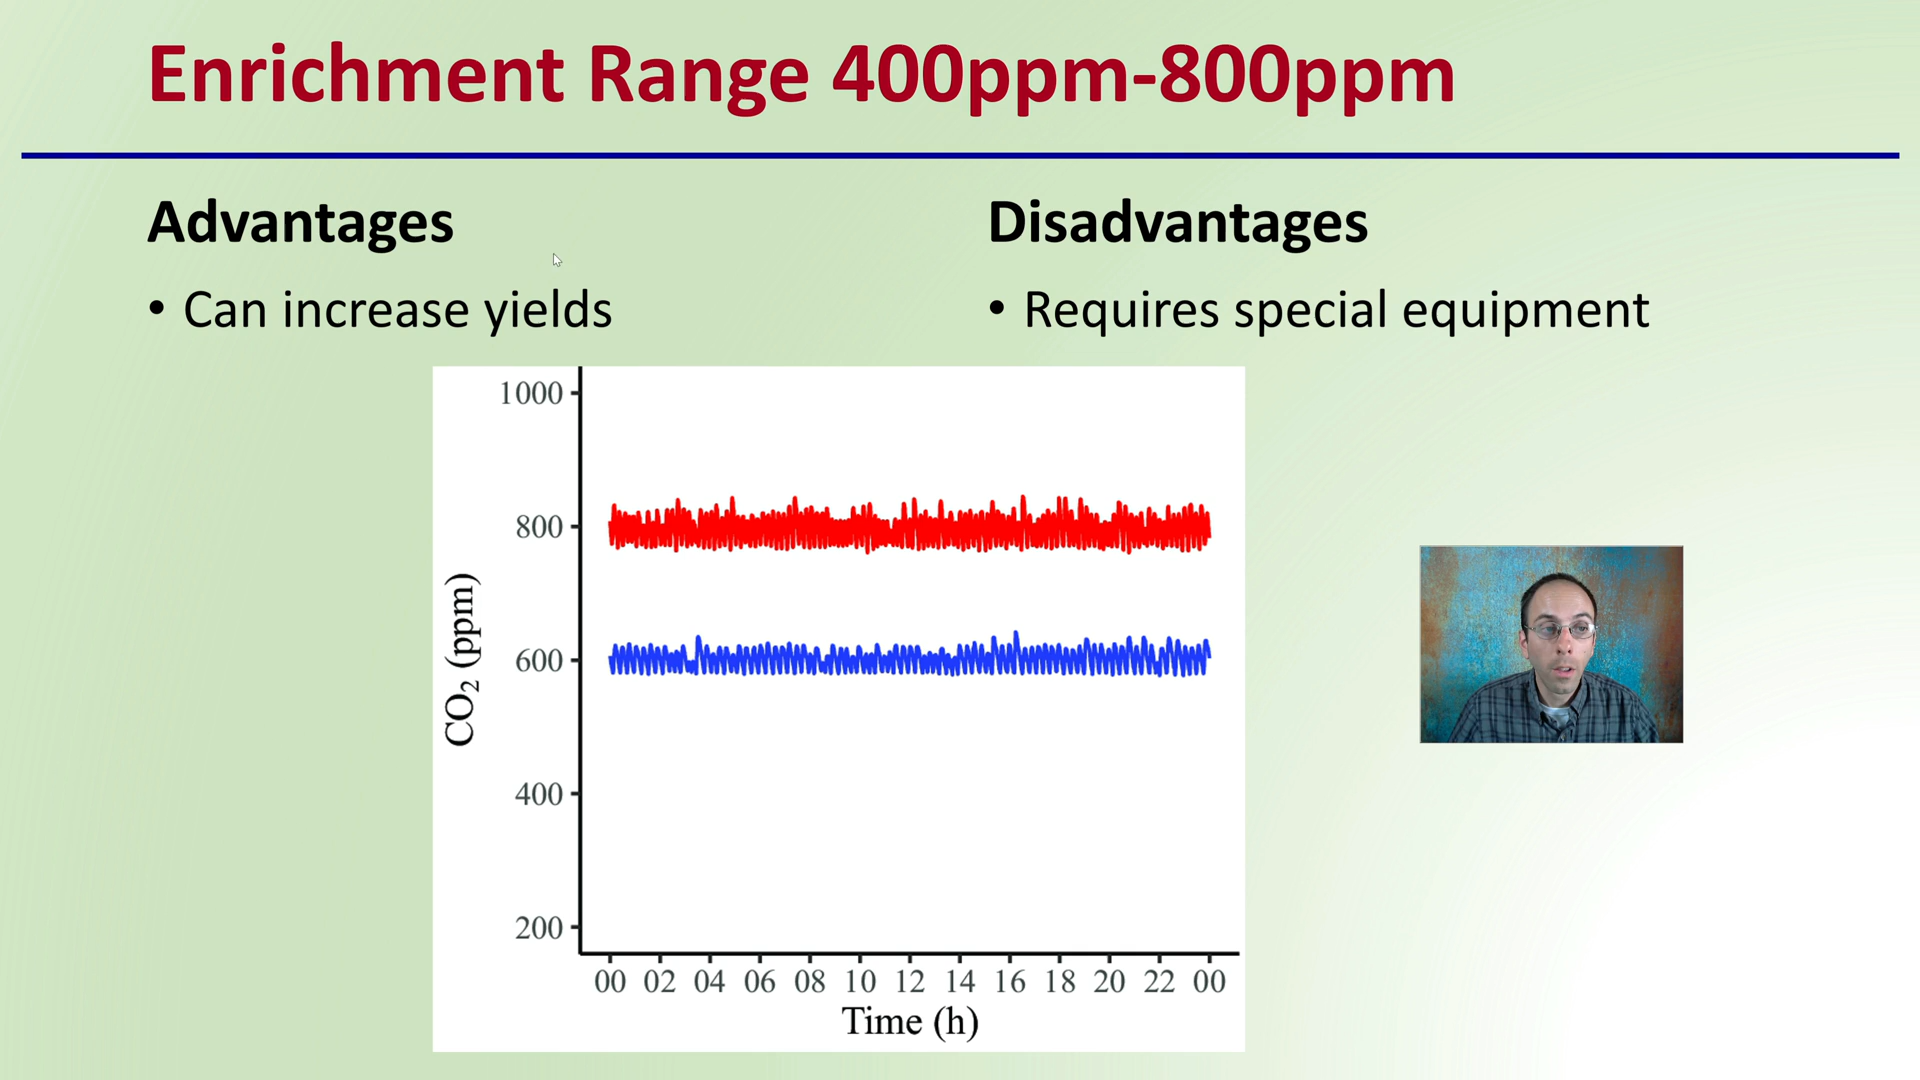 Enrichment Range 400ppm-800ppm
Advantages
• Can increase yields
Disadvantages
• Requires special equipment
1000
800
600
400
200
CO₂ (ppm)
00 02 04 06 08 10 12 14 16 18 20 22 00
Time (h)